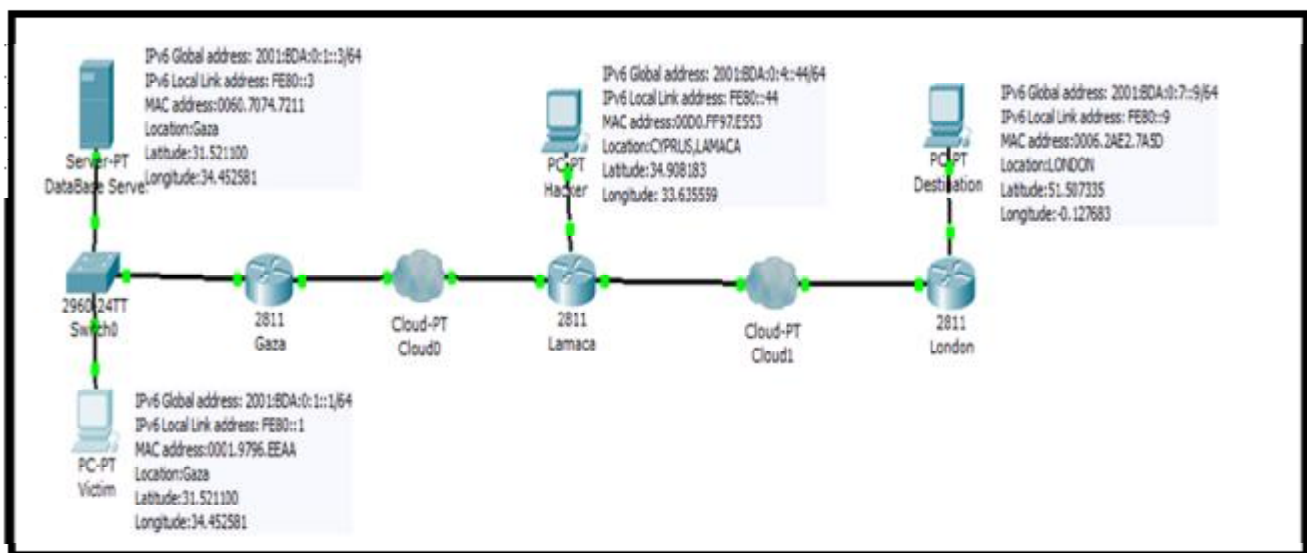 IPv6 Global address: 2001:BDA:0:1::3/64
IPv6 Local Link address: FE80::3
MAC address:0060.7074.7211
Location:Gaza
Latitude:31.521100
Longitude:34.452581
Server-PT
DataBase Server
IPv6 Global address: 2001:BDA:0:4::44/64
IPv6 Local Link address: FE80::44
MAC address:00D0.FF97.E553
Location:CYPRUS,LAMACA
Latitude:34.908183
Longitude: 33.635559
PC-PT
Hacker
IPv6 Global address: 2001:BDA:0:7::9/64
IPv6 Local Link address: FE80::9
MAC address:0006.2AE2.7A5D
Location:LONDON
Latitude:51.507335
Longitude:-0.127683
PC-PT
Destination
2960-24TT
Switch0
2811
Gaza
Cloud-PT
Cloud0
2811
Lamaca
Cloud-PT
Cloud1
2811
London
IPv6 Global address: 2001:BDA:0:1::1/64
IPv6 Local Link address: FE80::1
MAC address:0001.9796.EEAA
Location:Gaza
Latitude:31.521100
Longitude:34.452581
PC-PT
Victim